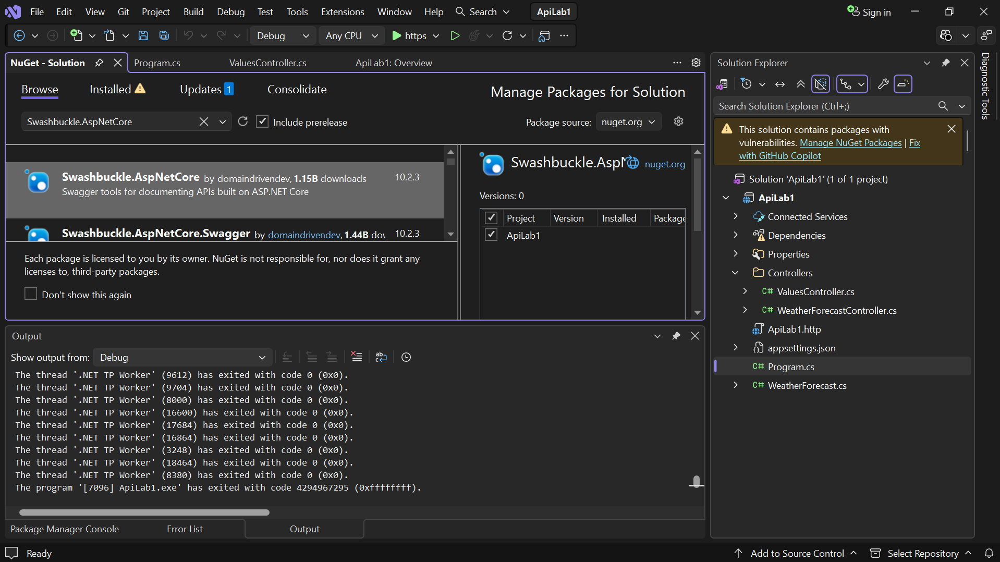 File Edit View Git Project Build Debug Test Tools Extensions Window Help Search ApiLab1 Sign in
Debug Any CPU https
NuGet - Solution Program.cs ValuesController.cs ApiLab1: Overview
Browse Installed Updates 1 Consolidate
Manage Packages for Solution
Swashbuckle.AspNetCore Include prerelease
Package source: nuget.org
Swashbuckle.AspNetCore by domaindrivendev, 1.15B downloads 10.2.3
Swagger tools for documenting APIs built on ASP.NET Core
Swashbuckle.AspNetCore.Swagger by domaindrivendev, 1.44B dow 10.2.3
Each package is licensed to you by its owner. NuGet is not responsible for, nor does it grant any
licenses to, third-party packages.
Don't show this again
Swashbuckle.AspN nuget.org
Versions: 0
Project Version Installed Package
ApiLab1
Output
Show output from: Debug
The thread '.NET TP Worker' (9612) has exited with code 0 (0x0).
The thread '.NET TP Worker' (9704) has exited with code 0 (0x0).
The thread '.NET TP Worker' (8000) has exited with code 0 (0x0).
The thread '.NET TP Worker' (16600) has exited with code 0 (0x0).
The thread '.NET TP Worker' (17684) has exited with code 0 (0x0).
The thread '.NET TP Worker' (16864) has exited with code 0 (0x0).
The thread '.NET TP Worker' (3248) has exited with code 0 (0x0).
The thread '.NET TP Worker' (18464) has exited with code 0 (0x0).
The thread '.NET TP Worker' (8380) has exited with code 0 (0x0).
The program '[7096] ApiLab1.exe' has exited with code 4294967295 (0xffffffff).
Package Manager Console Error List Output
Solution Explorer
Search Solution Explorer (Ctrl+;)
This solution contains packages with
vulnerabilities. Manage NuGet Packages | Fix
with GitHub Copilot
Solution 'ApiLab1' (1 of 1 project)
ApiLab1
Connected Services
Dependencies
Properties
Controllers
C# ValuesController.cs
C# WeatherForecastController.cs
ApiLab1.http
appsettings.json
C# Program.cs
C# WeatherForecast.cs
Diagnostic Tools
Ready Add to Source Control Select Repository